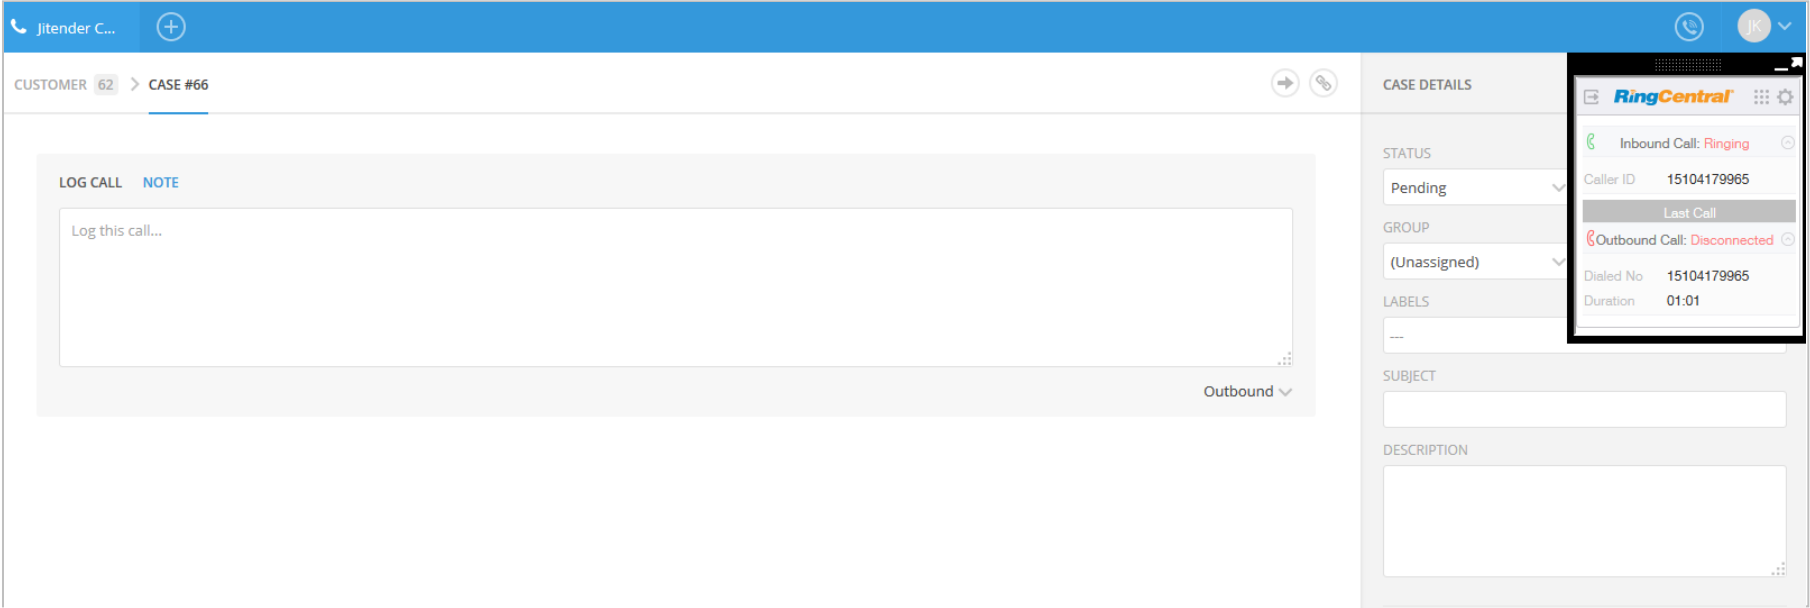 Jitender C...
JK
CUSTOMER 62 CASE #66
LOG CALL NOTE
Log this call...
Outbound
CASE DETAILS
STATUS
Pending
GROUP
(Unassigned)
LABELS
---
SUBJECT
DESCRIPTION
RingCentral
Inbound Call: Ringing
Caller ID 15104179965
Last Call
Outbound Call: Disconnected
Dialed No 15104179965
Duration 01:01